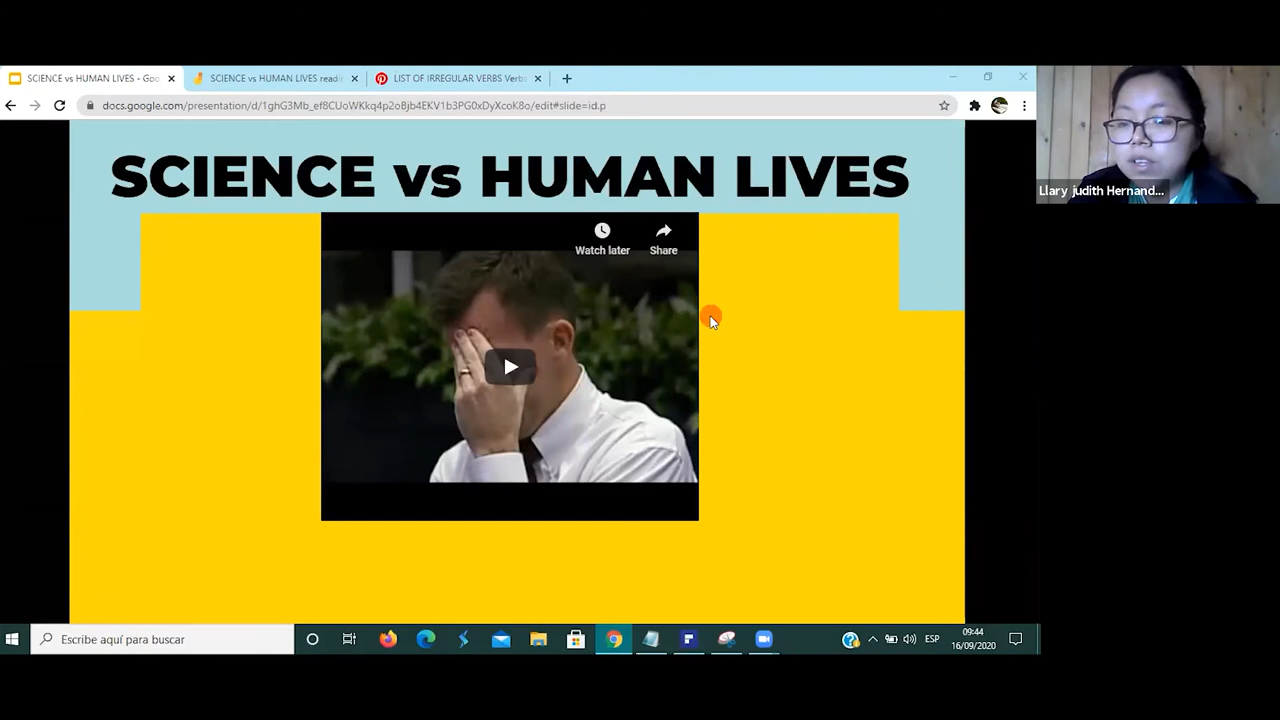 SCIENCE vs HUMAN LIVES - Goo
SCIENCE vs HUMAN LIVES readi
LIST OF IRREGULAR VERBS Verbs
docs.google.com/presentation/d/1ghG3Mb_ef8CUoWKkq4p2oBjb4EKV1b3PG0xDyXcoK8o/edit#slide=id.p
SCIENCE vs HUMAN LIVES
Watch later
Share
Llary judith Hernand...
Escribe aquí para buscar
ESP
09:44
16/09/2020